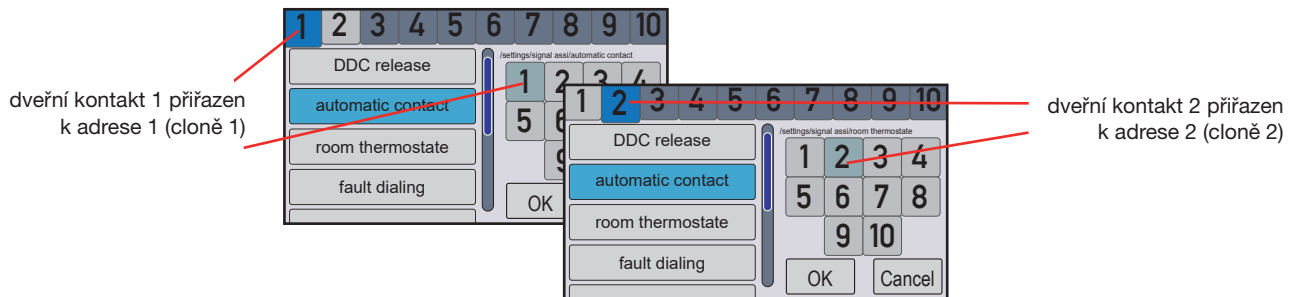 1 2 3 4 5 6 7 8 9 10
DDC release
automatic contact
room thermostate
fault dialing
/settings/signal assi/automatic contact
1 2 3 4
5 6
9
OK
dveřní kontakt 1 přiřazen
k adrese 1 (cloně 1)
1 2 3 4 5 6 7 8 9 10
DDC release
automatic contact
room thermostate
fault dialing
/settings/signal assi/room thermostate
1 2 3 4
5 6 7 8
9 10
OK Cancel
dveřní kontakt 2 přiřazen
k adrese 2 (cloně 2)